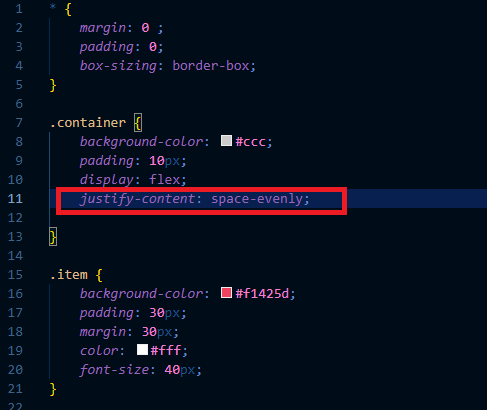 1 * {
2 margin: 0 ;
3 padding: 0;
4 box-sizing: border-box;
5 }
6
7 .container {
8 background-color: #ccc;
9 padding: 10px;
10 display: flex;
11 justify-content: space-evenly;
12
13 }
14
15 .item {
16 background-color: #f1425d;
17 padding: 30px;
18 margin: 30px;
19 color: #fff;
20 font-size: 40px;
21 }